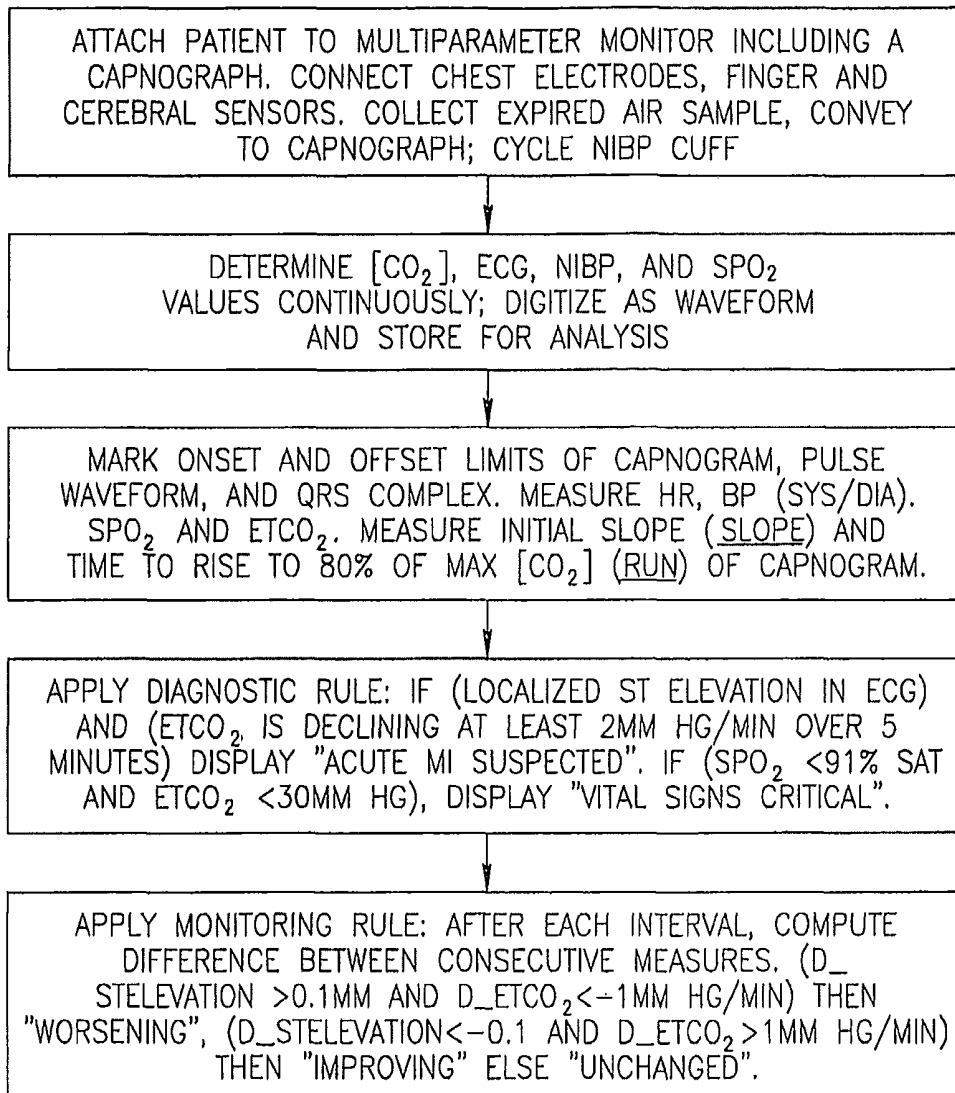 ATTACH PATIENT TO MULTIPARAMETER MONITOR INCLUDING A
CAPNOGRAPH. CONNECT CHEST ELECTRODES, FINGER AND
CEREBRAL SENSORS. COLLECT EXPIRED AIR SAMPLE, CONVEY
TO CAPNOGRAPH; CYCLE NIBP CUFF
DETERMINE [CO₂], ECG, NIBP, AND SPO₂
VALUES CONTINUOUSLY; DIGITIZE AS WAVEFORM
AND STORE FOR ANALYSIS
MARK ONSET AND OFFSET LIMITS OF CAPNOGRAM, PULSE
WAVEFORM, AND QRS COMPLEX. MEASURE HR, BP (SYS/DIA).
SPO₂ AND ETCO₂. MEASURE INITIAL SLOPE (SLOPE) AND
TIME TO RISE TO 80% OF MAX [CO₂] (RUN) OF CAPNOGRAM.
APPLY DIAGNOSTIC RULE: IF (LOCALIZED ST ELEVATION IN ECG)
AND (ETCO₂, IS DECLINING AT LEAST 2MM HG/MIN OVER 5
MINUTES) DISPLAY "ACUTE MI SUSPECTED". IF (SPO₂ <91% SAT
AND ETCO₂ <30MM HG), DISPLAY "VITAL SIGNS CRITICAL".
APPLY MONITORING RULE: AFTER EACH INTERVAL, COMPUTE
DIFFERENCE BETWEEN CONSECUTIVE MEASURES. (D_
STELEVATION >0.1MM AND D_ETCO₂<-1MM HG/MIN) THEN
"WORSENING", (D_STELEVATION<-0.1 AND D_ETCO₂>1MM HG/MIN)
THEN "IMPROVING" ELSE "UNCHANGED".